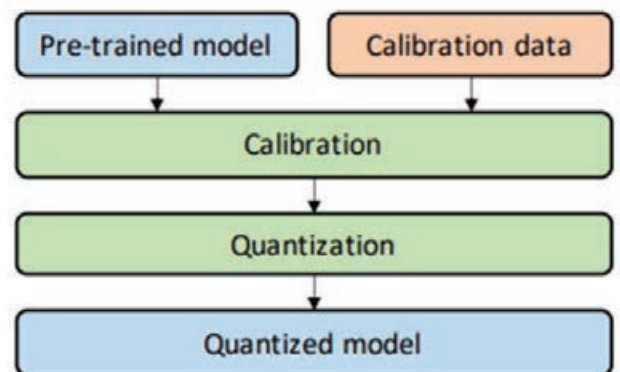 Pre-trained model
Calibration data
Calibration
Quantization
Quantized model